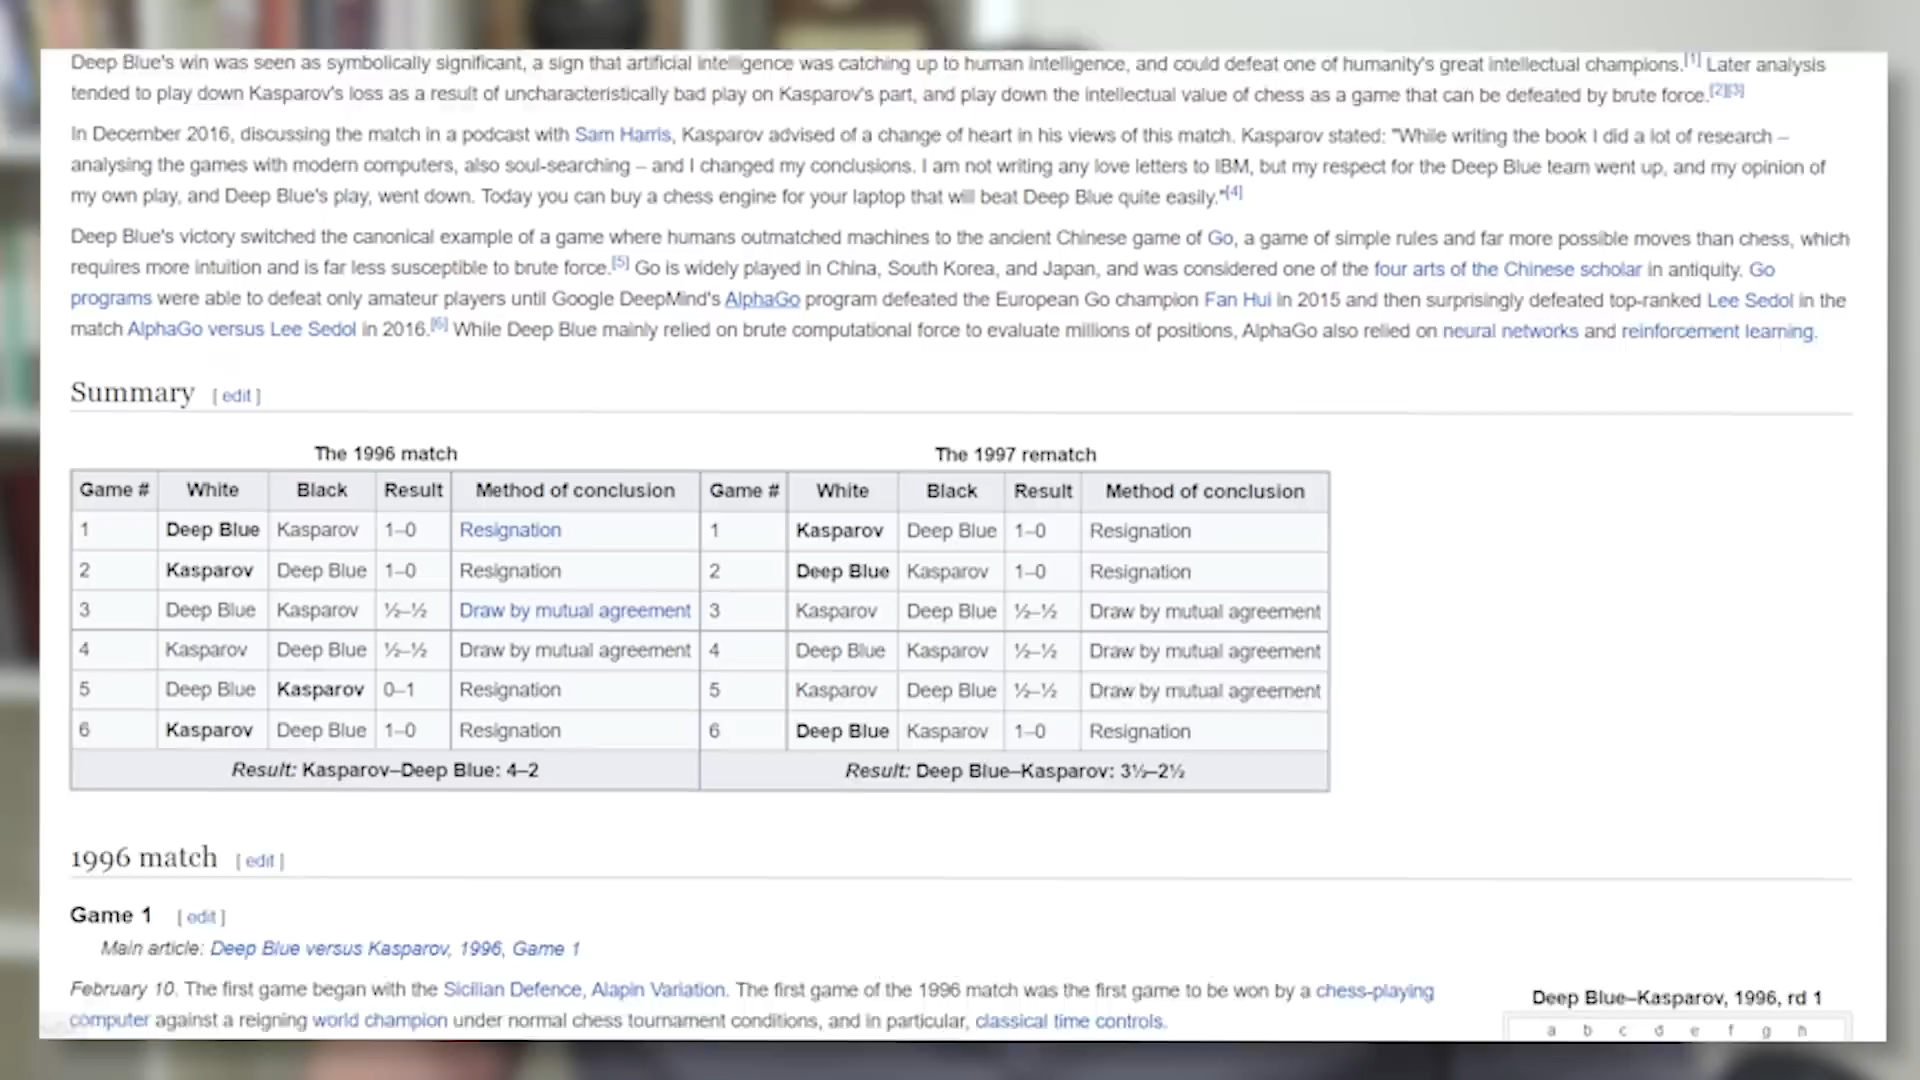 Deep Blue's win was seen as symbolically significant, a sign that artificial intelligence was catching up to human intelligence, and could defeat one of humanity's great intellectual champions.[1] Later analysis
tended to play down Kasparov's loss as a result of uncharacteristically bad play on Kasparov's part, and play down the intellectual value of chess as a game that can be defeated by brute force.[2][3]
In December 2016, discussing the match in a podcast with Sam Harris, Kasparov advised of a change of heart in his views of this match. Kasparov stated: "While writing the book I did a lot of research –
analysing the games with modern computers, also soul-searching – and I changed my conclusions. I am not writing any love letters to IBM, but my respect for the Deep Blue team went up, and my opinion of
my own play, and Deep Blue's play, went down. Today you can buy a chess engine for your laptop that will beat Deep Blue quite easily."[4]
Deep Blue's victory switched the canonical example of a game where humans outmatched machines to the ancient Chinese game of Go, a game of simple rules and far more possible moves than chess, which
requires more intuition and is far less susceptible to brute force.[5] Go is widely played in China, South Korea, and Japan, and was considered one of the four arts of the Chinese scholar in antiquity. Go
programs were able to defeat only amateur players until Google DeepMind's AlphaGo program defeated the European Go champion Fan Hui in 2015 and then surprisingly defeated top-ranked Lee Sedol in the
match AlphaGo versus Lee Sedol in 2016.[6] While Deep Blue mainly relied on brute computational force to evaluate millions of positions, AlphaGo also relied on neural networks and reinforcement learning.
Summary [ edit ]
The 1996 match The 1997 rematch
Game # White Black Result Method of conclusion Game # White Black Result Method of conclusion
1 Deep Blue Kasparov 1–0 Resignation 1 Kasparov Deep Blue 1–0 Resignation
2 Kasparov Deep Blue 1–0 Resignation 2 Deep Blue Kasparov 1–0 Resignation
3 Deep Blue Kasparov ½–½ Draw by mutual agreement 3 Kasparov Deep Blue ½–½ Draw by mutual agreement
4 Kasparov Deep Blue ½–½ Draw by mutual agreement 4 Deep Blue Kasparov ½–½ Draw by mutual agreement
5 Deep Blue Kasparov 0–1 Resignation 5 Kasparov Deep Blue ½–½ Draw by mutual agreement
6 Kasparov Deep Blue 1–0 Resignation 6 Deep Blue Kasparov 1–0 Resignation
Result: Kasparov–Deep Blue: 4–2 Result: Deep Blue–Kasparov: 3½–2½
1996 match [ edit ]
Game 1 [ edit ]
Main article: Deep Blue versus Kasparov, 1996, Game 1
February 10. The first game began with the Sicilian Defence, Alapin Variation. The first game of the 1996 match was the first game to be won by a chess-playing
computer against a reigning world champion under normal chess tournament conditions, and in particular, classical time controls.
Deep Blue–Kasparov, 1996, rd 1
a b c d e f g h